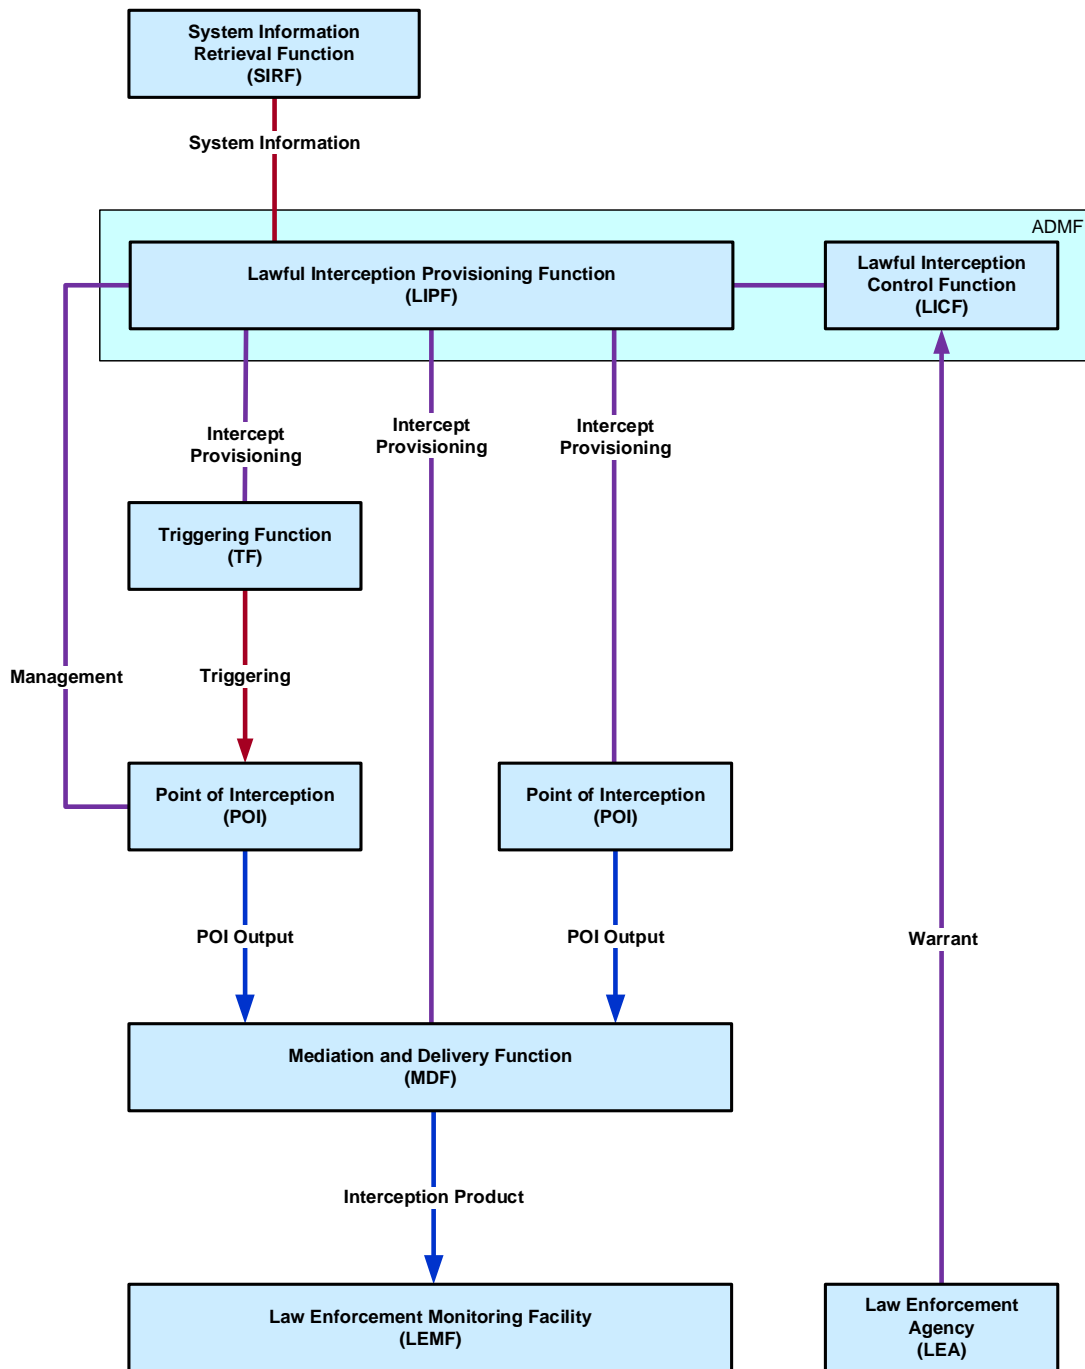 System Information
Retrieval Function
(SIRF)
System Information
ADMF
Lawful Interception Provisioning Function
(LIPF)
Lawful Interception
Control Function
(LICF)
Intercept
Provisioning
Intercept
Provisioning
Intercept
Provisioning
Triggering Function
(TF)
Management
Triggering
Point of Interception
(POI)
Point of Interception
(POI)
POI Output
POI Output
Warrant
Mediation and Delivery Function
(MDF)
Interception Product
Law Enforcement Monitoring Facility
(LEMF)
Law Enforcement
Agency
(LEA)